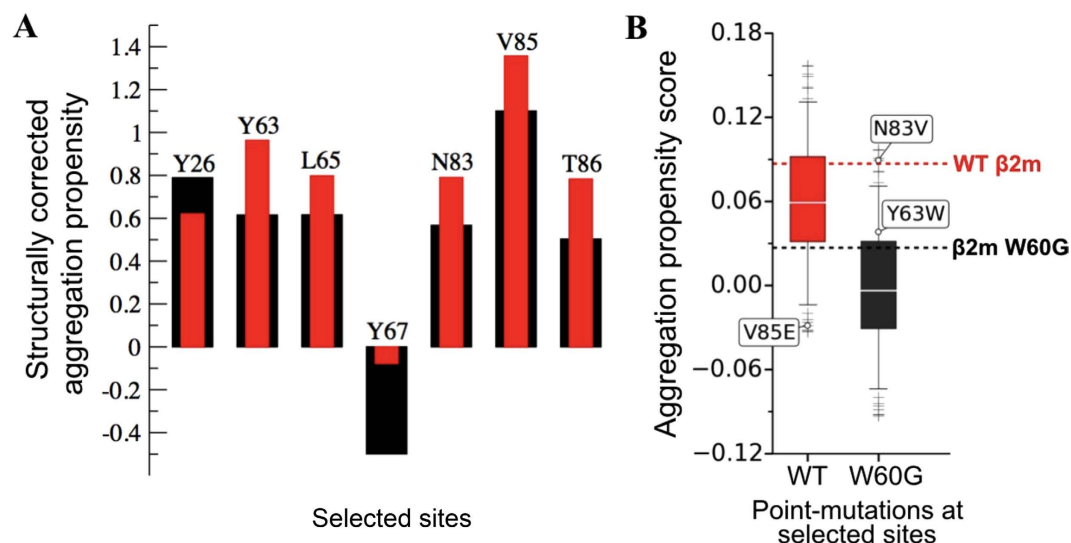 A
Structurally corrected
aggregation propensity
1.4
1.2
1
0.8
0.6
0.4
0.2
0
-0.2
-0.4
Y26
Y63
L65
Y67
N83
V85
T86
Selected sites
B
Aggregation propensity score
0.18
0.12
0.06
0.00
−0.06
−0.12
N83V
WT β2m
Y63W
β2m W60G
V85E
WT W60G
Point-mutations at
selected sites